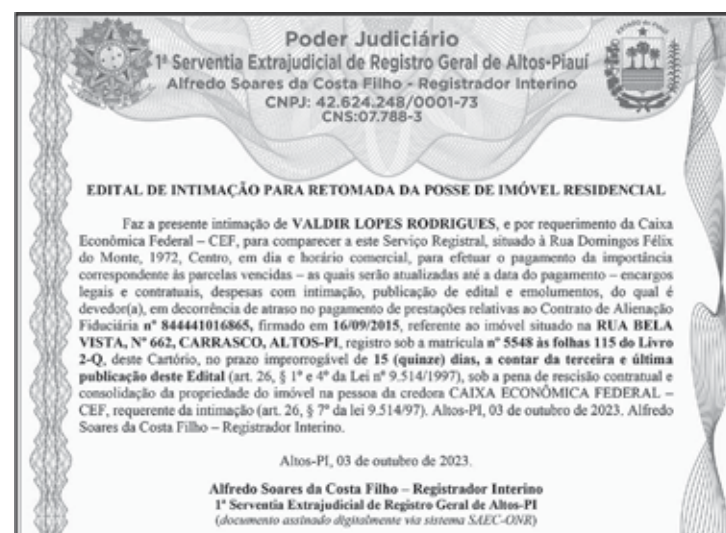 ESTADO DO PIAUÍ
Poder Judiciário
1ª Serventia Extrajudicial de Registro Geral de Altos-Piauí
Alfredo Soares da Costa Filho - Registrador Interino
CNPJ: 42.624.248/0001-73
CNS:07.788-3
EDITAL DE INTIMAÇÃO PARA RETOMADA DA POSSE DE IMÓVEL RESIDENCIAL
Faz a presente intimação de VALDIR LOPES RODRIGUES, e por requerimento da Caixa
Econômica Federal – CEF, para comparecer a este Serviço Registral, situado à Rua Domingos Félix
do Monte, 1972, Centro, em dia e horário comercial, para efetuar o pagamento da importância
correspondente às parcelas vencidas – as quais serão atualizadas até a data do pagamento – encargos
legais e contratuais, despesas com intimação, publicação de edital e emolumentos, do qual é
devedor(a), em decorrência de atraso no pagamento de prestações relativas ao Contrato de Alienação
Fiduciária nº 844441016865, firmado em 16/09/2015, referente ao imóvel situado na RUA BELA
VISTA, Nº 662, CARRASCO, ALTOS-PI, registro sob a matrícula nº 5548 às folhas 115 do Livro
2-Q, deste Cartório, no prazo improrrogável de 15 (quinze) dias, a contar da terceira e última
publicação deste Edital (art. 26, § 1º e 4º da Lei nº 9.514/1997), sob a pena de rescisão contratual e
consolidação da propriedade do imóvel na pessoa da credora CAIXA ECONÔMICA FEDERAL –
CEF, requerente da intimação (art. 26, § 7º da lei 9.514/97). Altos-PI, 03 de outubro de 2023. Alfredo
Soares da Costa Filho – Registrador Interino.
Altos-PI, 03 de outubro de 2023.
Alfredo Soares da Costa Filho – Registrador Interino
1ª Serventia Extrajudicial de Registro Geral de Altos-PI
(documento assinado digitalmente via sistema SAEC-ONR)